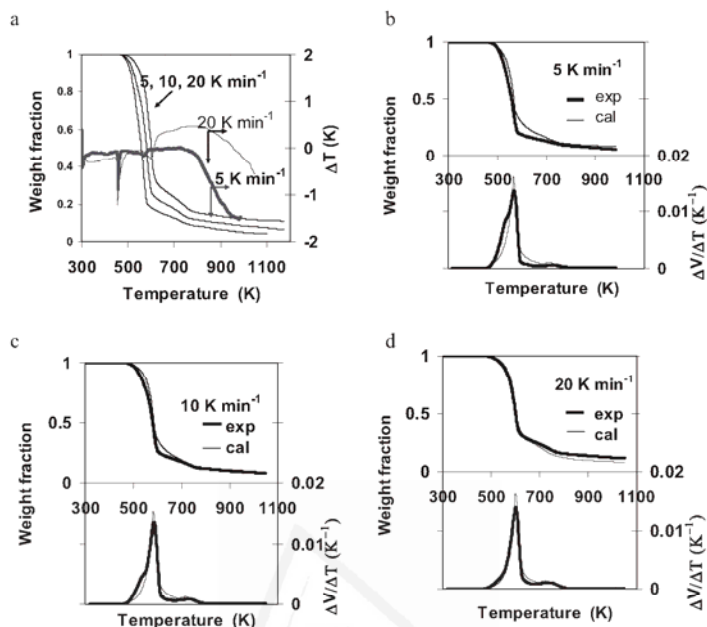 a
1
0.8
0.6
0.4
0.2
0
Weight fraction
5, 10, 20 K min⁻¹
20 K min⁻¹
5 K min⁻¹
2
1
0
-1
-2
ΔT (K)
300 500 700 900 1100
Temperature (K)
b
1
0.5
0
Weight fraction
5 K min⁻¹
exp
cal
300 500 700 900 1100
0.02
0.01
0
ΔV/ΔT (K⁻¹)
Temperature (K)
c
1
0.5
0
Weight fraction
10 K min⁻¹
exp
cal
300 500 700 900
0.02
0.01
0
ΔV/ΔT (K⁻¹)
Temperature (K)
d
1
0.5
0
Weight fraction
20 K min⁻¹
exp
cal
300 500 700 900
0.02
0.01
0
ΔV/ΔT (K⁻¹)
Temperature (K)